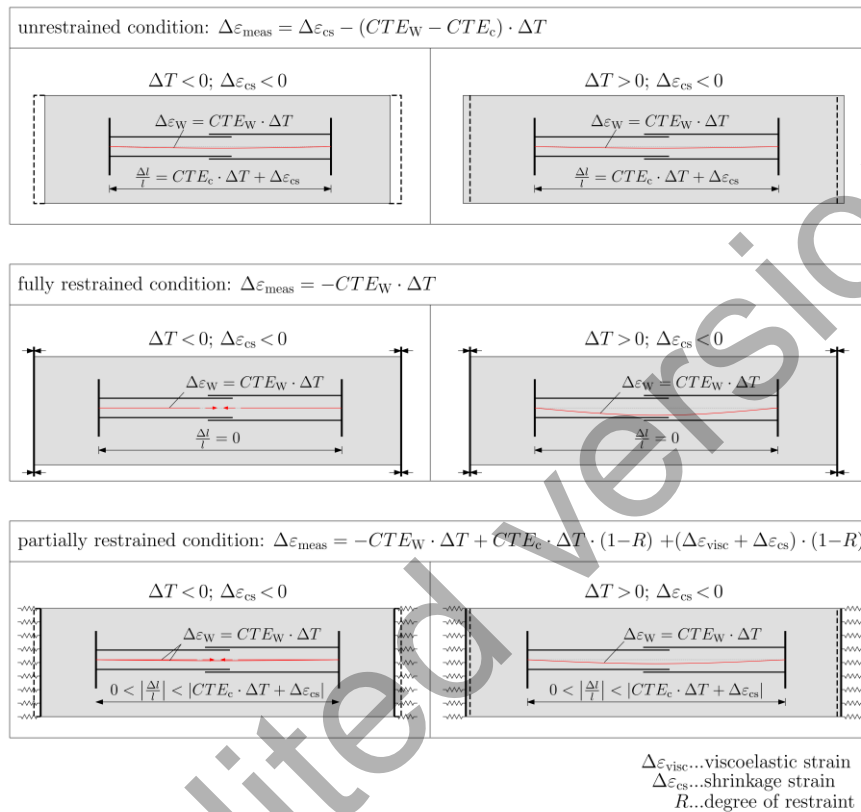 unrestrained condition: Δε_meas = Δε_cs − (CTE_W − CTE_c) · ΔT
ΔT < 0; Δε_cs < 0
ΔT > 0; Δε_cs < 0
Δε_W = CTE_W · ΔT
Δε_W = CTE_W · ΔT
Δl/l = CTE_c · ΔT + Δε_cs
Δl/l = CTE_c · ΔT + Δε_cs
fully restrained condition: Δε_meas = −CTE_W · ΔT
ΔT < 0; Δε_cs < 0
ΔT > 0; Δε_cs < 0
Δε_W = CTE_W · ΔT
Δε_W = CTE_W · ΔT
Δl/l = 0
Δl/l = 0
partially restrained condition: Δε_meas = −CTE_W · ΔT + CTE_c · ΔT · (1−R) +(Δε_visc + Δε_cs) · (1−R)
ΔT < 0; Δε_cs < 0
ΔT > 0; Δε_cs < 0
Δε_W = CTE_W · ΔT
Δε_W = CTE_W · ΔT
0 < |Δl/l| < |CTE_c · ΔT + Δε_cs|
0 < |Δl/l| < |CTE_c · ΔT + Δε_cs|
Δε_visc...viscoelastic strain
Δε_cs...shrinkage strain
R...degree of restraint
ited versio